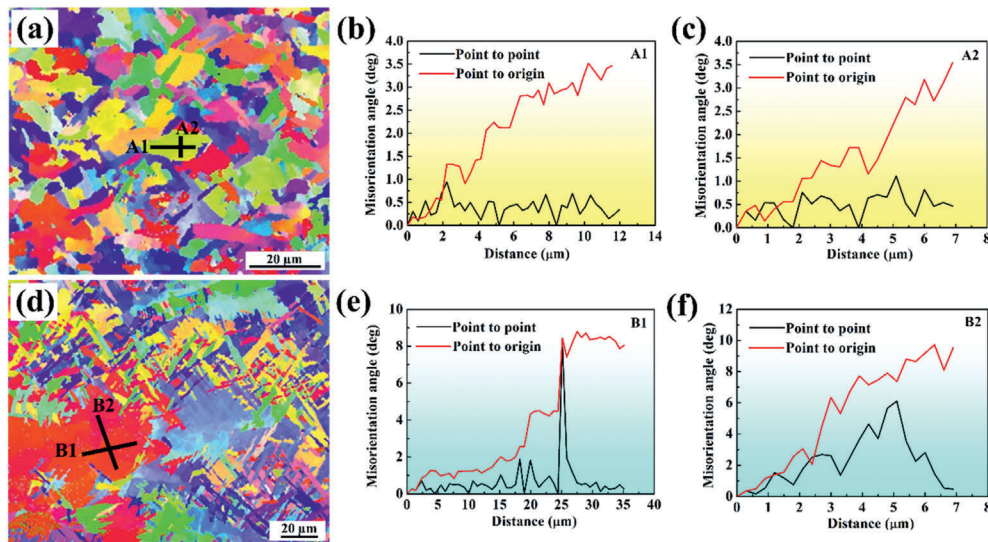 (a)
A2
A1
20 μm
(b)
A1
Point to point
Point to origin
Misorientation angle (deg)
4.0
3.5
3.0
2.5
2.0
1.5
1.0
0.5
0.0
0 2 4 6 8 10 12 14
Distance (μm)
(c)
A2
Point to point
Point to origin
Misorientation angle (deg)
4.0
3.5
3.0
2.5
2.0
1.5
1.0
0.5
0.0
0 1 2 3 4 5 6 7 8
Distance (μm)
(d)
B2
B1
20 μm
(e)
B1
Point to point
Point to origin
Misorientation angle (deg)
10
8
6
4
2
0
0 5 10 15 20 25 30 35 40
Distance (μm)
(f)
B2
Point to point
Point to origin
Misorientation angle (deg)
12
10
8
6
4
2
0
0 1 2 3 4 5 6 7 8
Distance (μm)